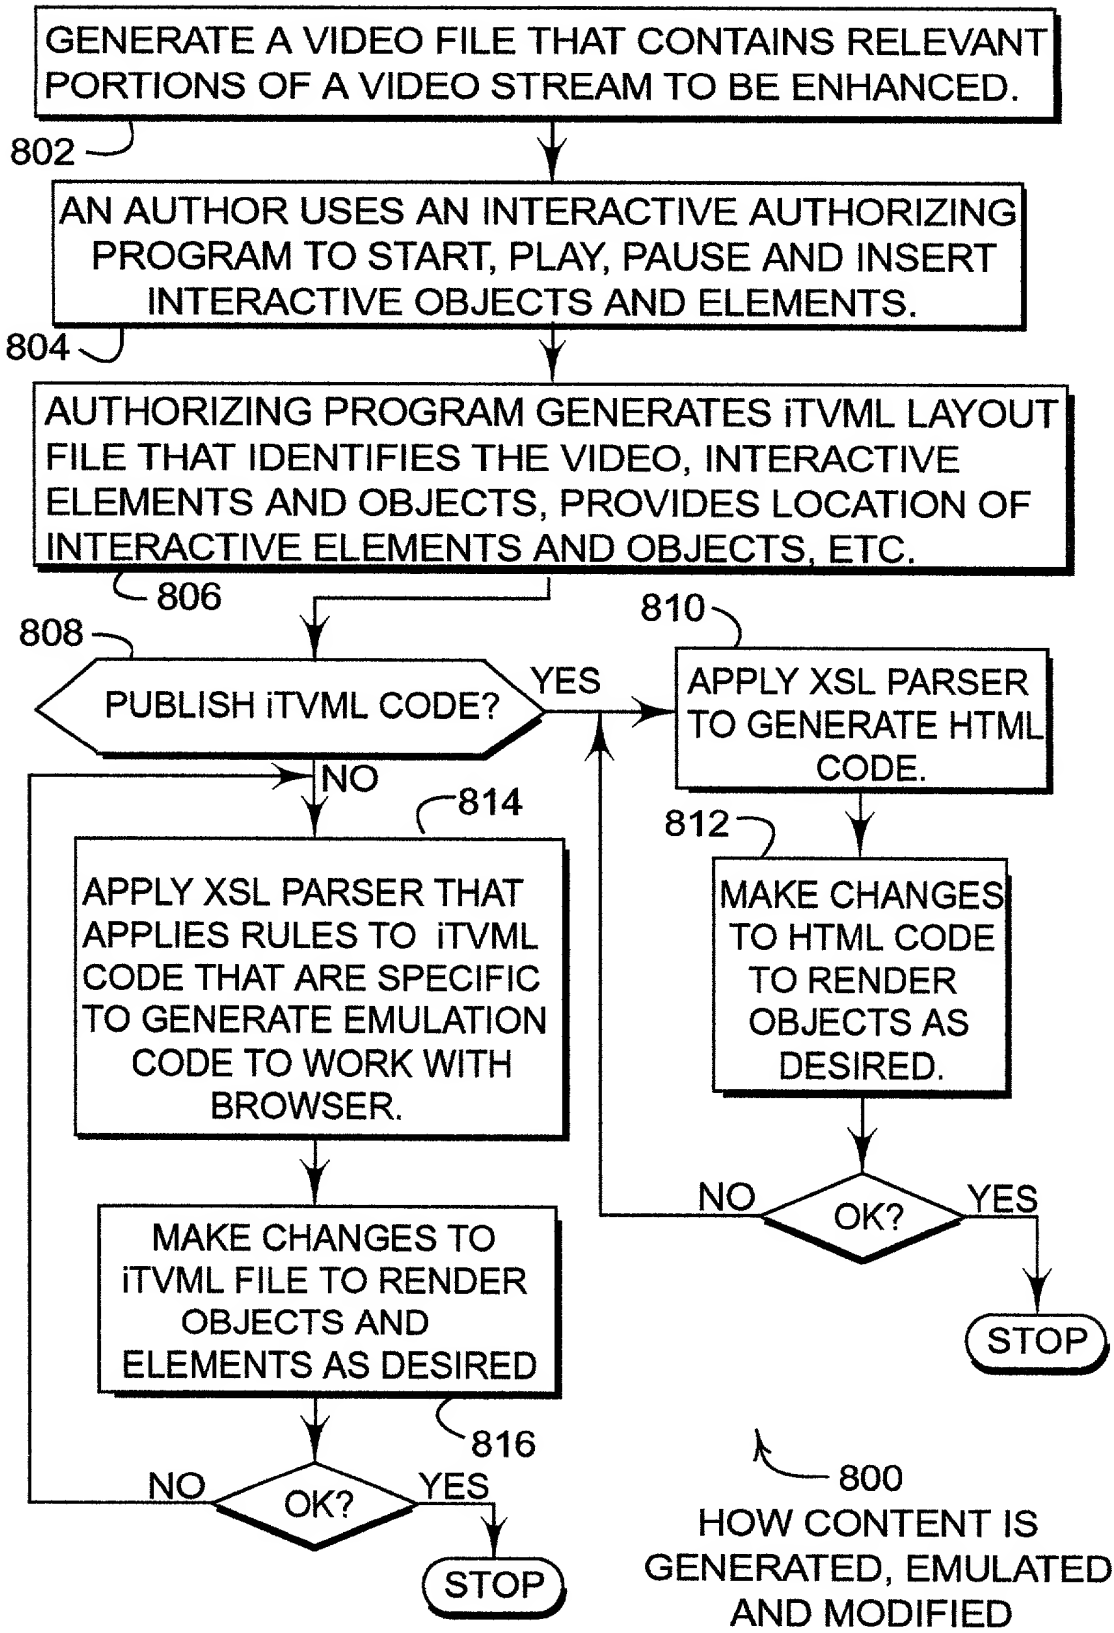 GENERATE A VIDEO FILE THAT CONTAINS RELEVANT
PORTIONS OF A VIDEO STREAM TO BE ENHANCED.
802
AN AUTHOR USES AN INTERACTIVE AUTHORIZING
PROGRAM TO START, PLAY, PAUSE AND INSERT
INTERACTIVE OBJECTS AND ELEMENTS.
804
AUTHORIZING PROGRAM GENERATES iTVML LAYOUT
FILE THAT IDENTIFIES THE VIDEO, INTERACTIVE
ELEMENTS AND OBJECTS, PROVIDES LOCATION OF
INTERACTIVE ELEMENTS AND OBJECTS, ETC.
806
808
PUBLISH iTVML CODE?
YES
NO
810
APPLY XSL PARSER
TO GENERATE HTML
CODE.
812
MAKE CHANGES
TO HTML CODE
TO RENDER
OBJECTS AS
DESIRED.
OK?
NO
YES
STOP
814
APPLY XSL PARSER THAT
APPLIES RULES TO iTVML
CODE THAT ARE SPECIFIC
TO GENERATE EMULATION
CODE TO WORK WITH
BROWSER.
MAKE CHANGES TO
iTVML FILE TO RENDER
OBJECTS AND
ELEMENTS AS DESIRED
816
NO
OK?
YES
STOP
800
HOW CONTENT IS
GENERATED, EMULATED
AND MODIFIED